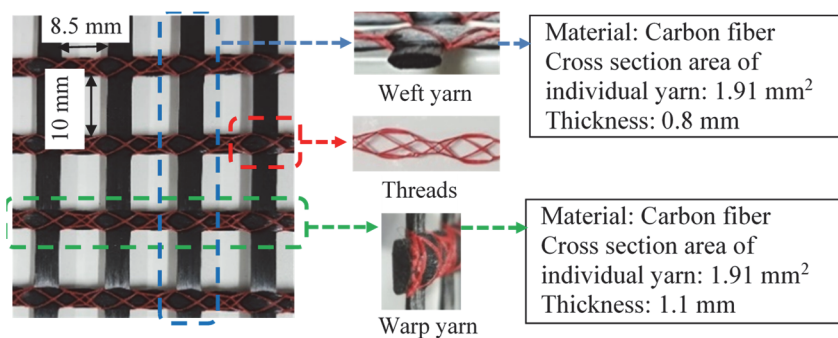 8.5 mm
10 mm
Weft yarn
Material: Carbon fiber
Cross section area of
individual yarn: 1.91 mm²
Thickness: 0.8 mm
Threads
Warp yarn
Material: Carbon fiber
Cross section area of
individual yarn: 1.91 mm²
Thickness: 1.1 mm